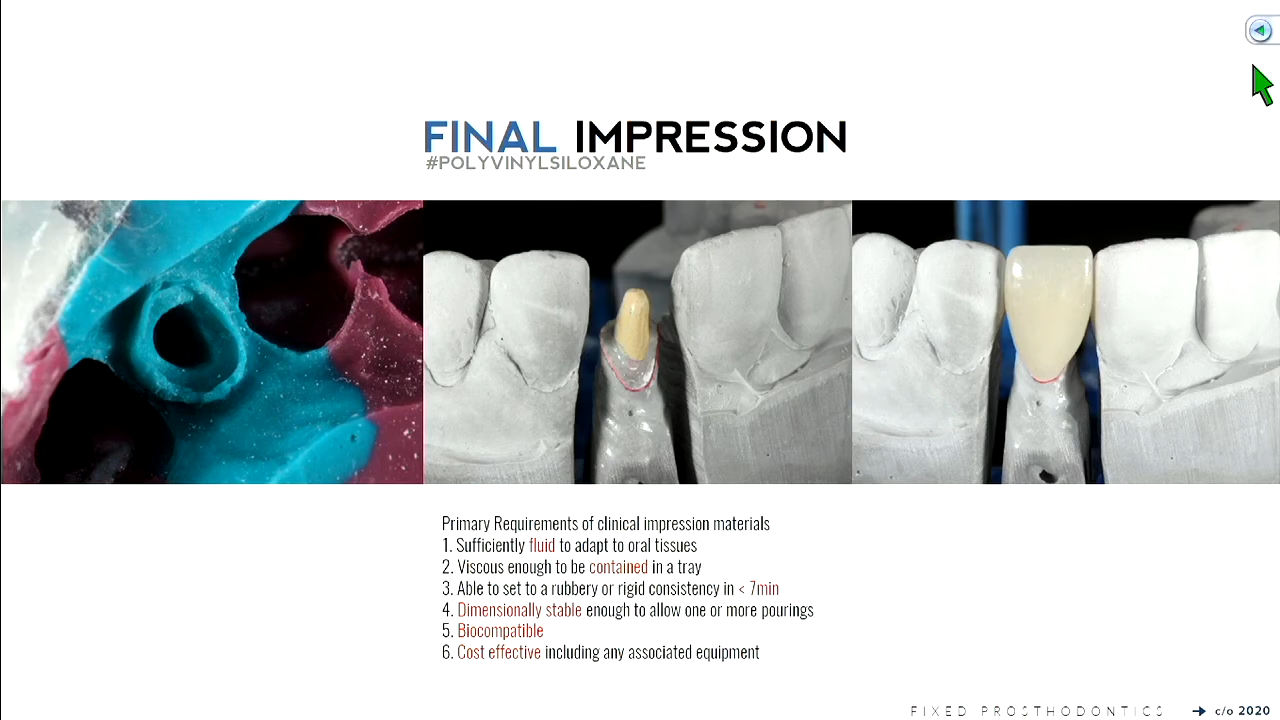 FINAL IMPRESSION
#POLYVINYLSILOXANE
Primary Requirements of clinical impression materials
1. Sufficiently fluid to adapt to oral tissues
2. Viscous enough to be contained in a tray
3. Able to set to a rubbery or rigid consistency in < 7min
4. Dimensionally stable enough to allow one or more pourings
5. Biocompatible
6. Cost effective including any associated equipment
FIXED PROSTHODONTICS → c/o 2020